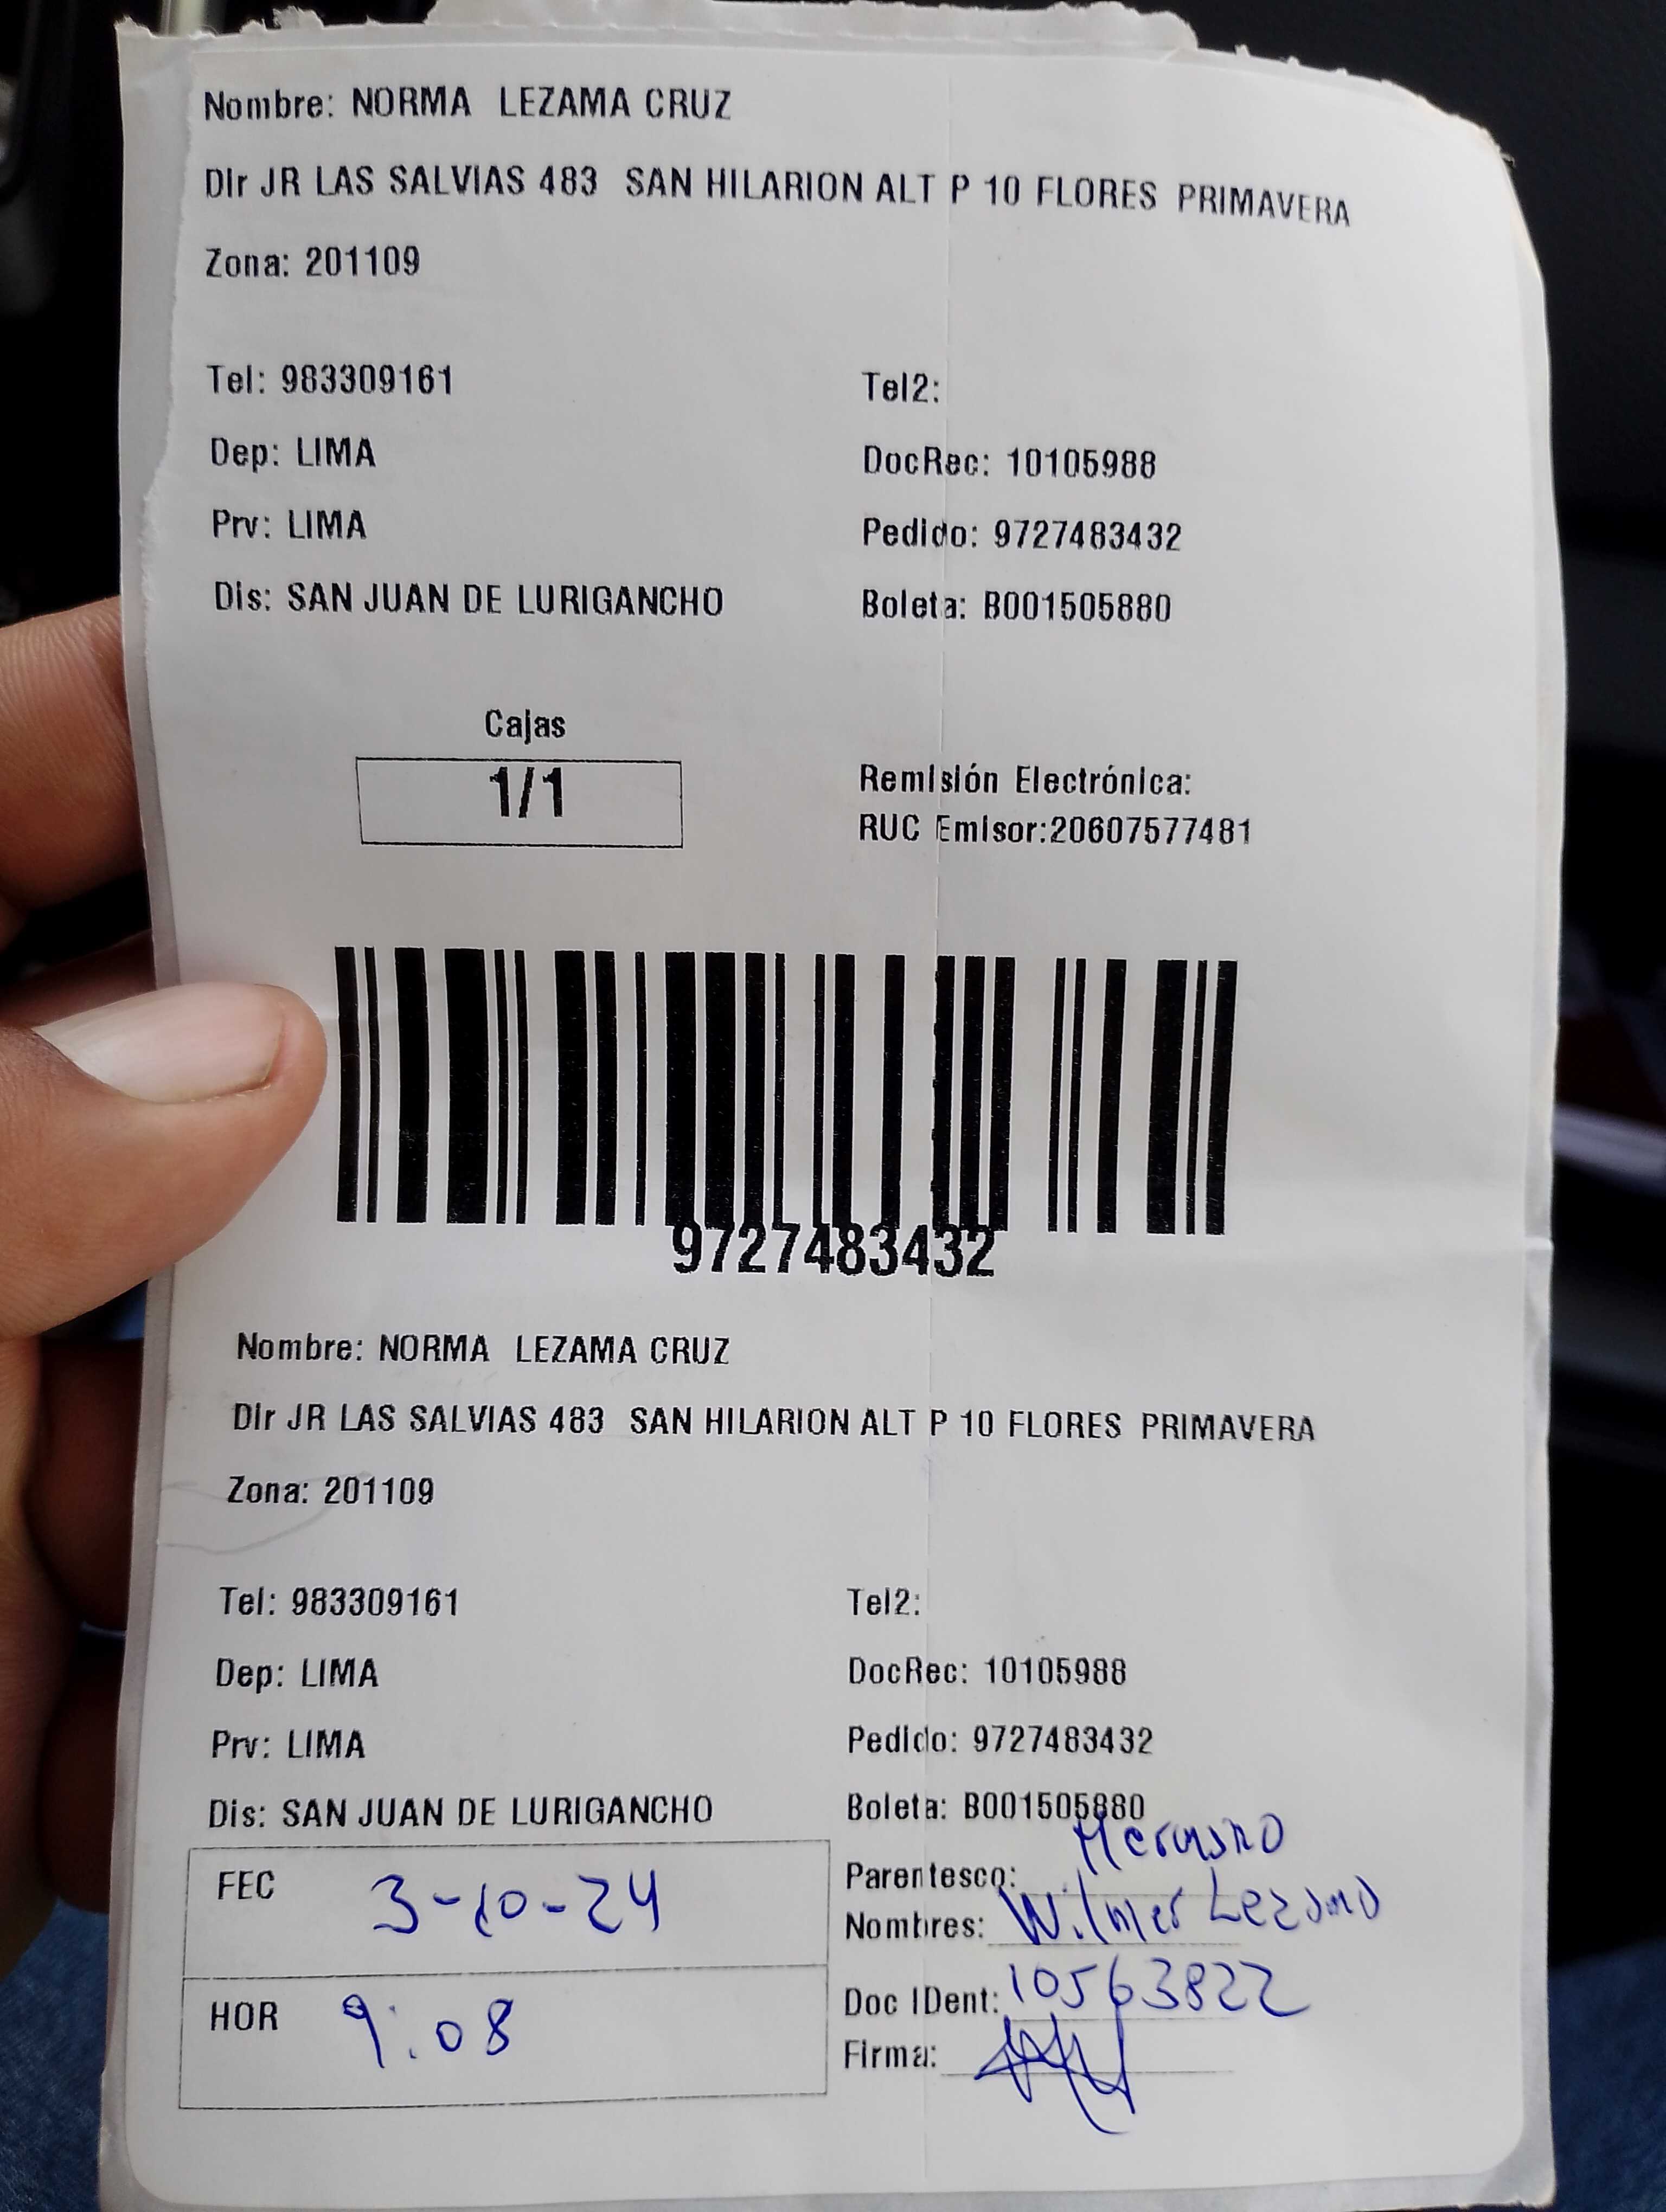 Nombre: NORMA LEZAMA CRUZ
Dir JR LAS SALVIAS 483 SAN HILARION ALT P 10 FLORES PRIMAVERA
Zona: 201109
Tel: 983309161 Tel2:
Dep: LIMA DocRec: 10105988
Prv: LIMA Pedido: 9727483432
Dis: SAN JUAN DE LURIGANCHO Boleta: B001505880
Cajas
1/1
Remisión Electrónica:
RUC Emisor:20607577481
9727483432
Nombre: NORMA LEZAMA CRUZ
Dir JR LAS SALVIAS 483 SAN HILARION ALT P 10 FLORES PRIMAVERA
Zona: 201109
Tel: 983309161 Tel2:
Dep: LIMA DocRec: 10105988
Prv: LIMA Pedido: 9727483432
Dis: SAN JUAN DE LURIGANCHO Boleta: B001505880
FEC 3-10-24
HOR 9:08
Parentesco: Hermano
Nombres: Wilmer Lezama
Doc IDent: 10563822
Firma: